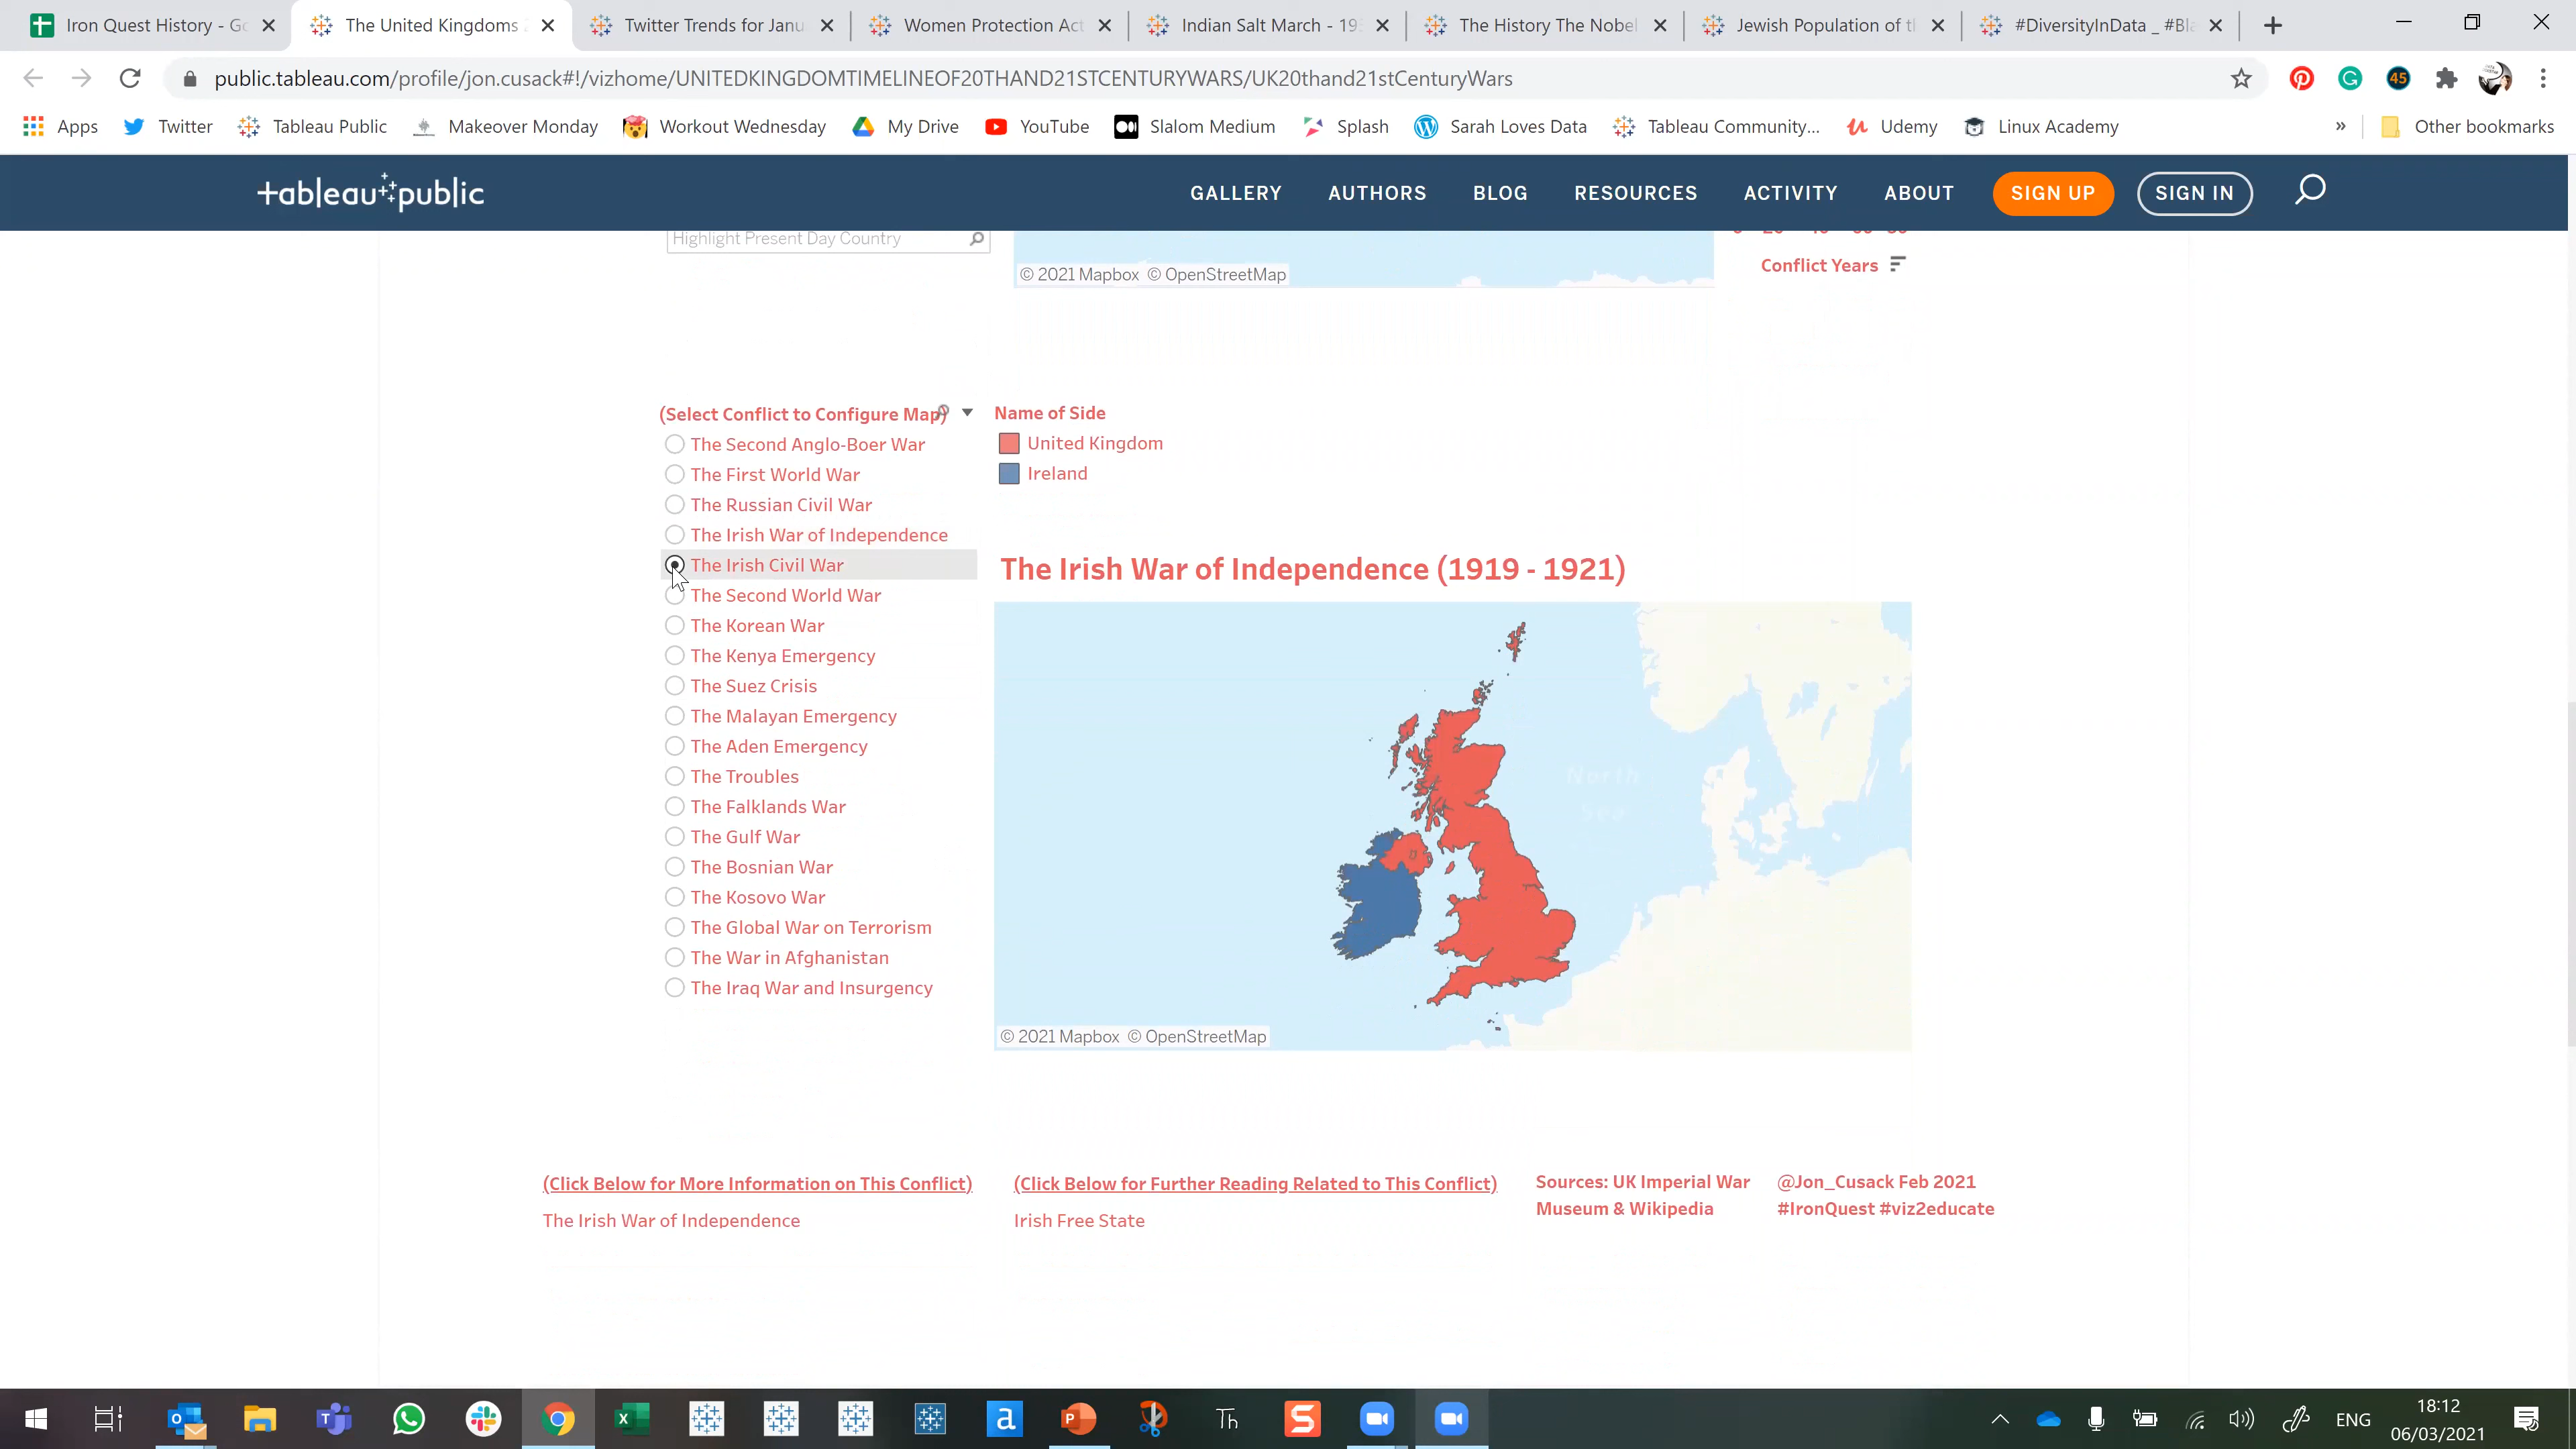 Iron Quest History - Go
The United Kingdoms 2
Twitter Trends for Janu
Women Protection Act
Indian Salt March - 19
The History The Nobel
Jewish Population of t
#DiversityInData _ #Bla
public.tableau.com/profile/jon.cusack#!/vizhome/UNITEDKINGDOMTIMELINEOF20THAND21STCENTURYWARS/UK20thand21stCenturyWars
45
Apps
Twitter
Tableau Public
Makeover Monday
Workout Wednesday
My Drive
YouTube
Slalom Medium
Splash
Sarah Loves Data
Tableau Community...
Udemy
Linux Academy
»
Other bookmarks
tableau public
GALLERY
AUTHORS
BLOG
RESOURCES
ACTIVITY
ABOUT
SIGN UP
SIGN IN
Highlight Present Day Country
© 2021 Mapbox © OpenStreetMap
Conflict Years
(Select Conflict to Configure Map)
The Second Anglo-Boer War
The First World War
The Russian Civil War
The Irish War of Independence
The Irish Civil War
The Second World War
The Korean War
The Kenya Emergency
The Suez Crisis
The Malayan Emergency
The Aden Emergency
The Troubles
The Falklands War
The Gulf War
The Bosnian War
The Kosovo War
The Global War on Terrorism
The War in Afghanistan
The Iraq War and Insurgency
Name of Side
United Kingdom
Ireland
The Irish War of Independence (1919 - 1921)
North
Sea
© 2021 Mapbox © OpenStreetMap
(Click Below for More Information on This Conflict)
The Irish War of Independence
(Click Below for Further Reading Related to This Conflict)
Irish Free State
Sources: UK Imperial War
Museum & Wikipedia
@Jon_Cusack Feb 2021
#IronQuest #viz2educate
Th
ENG
18:12
06/03/2021